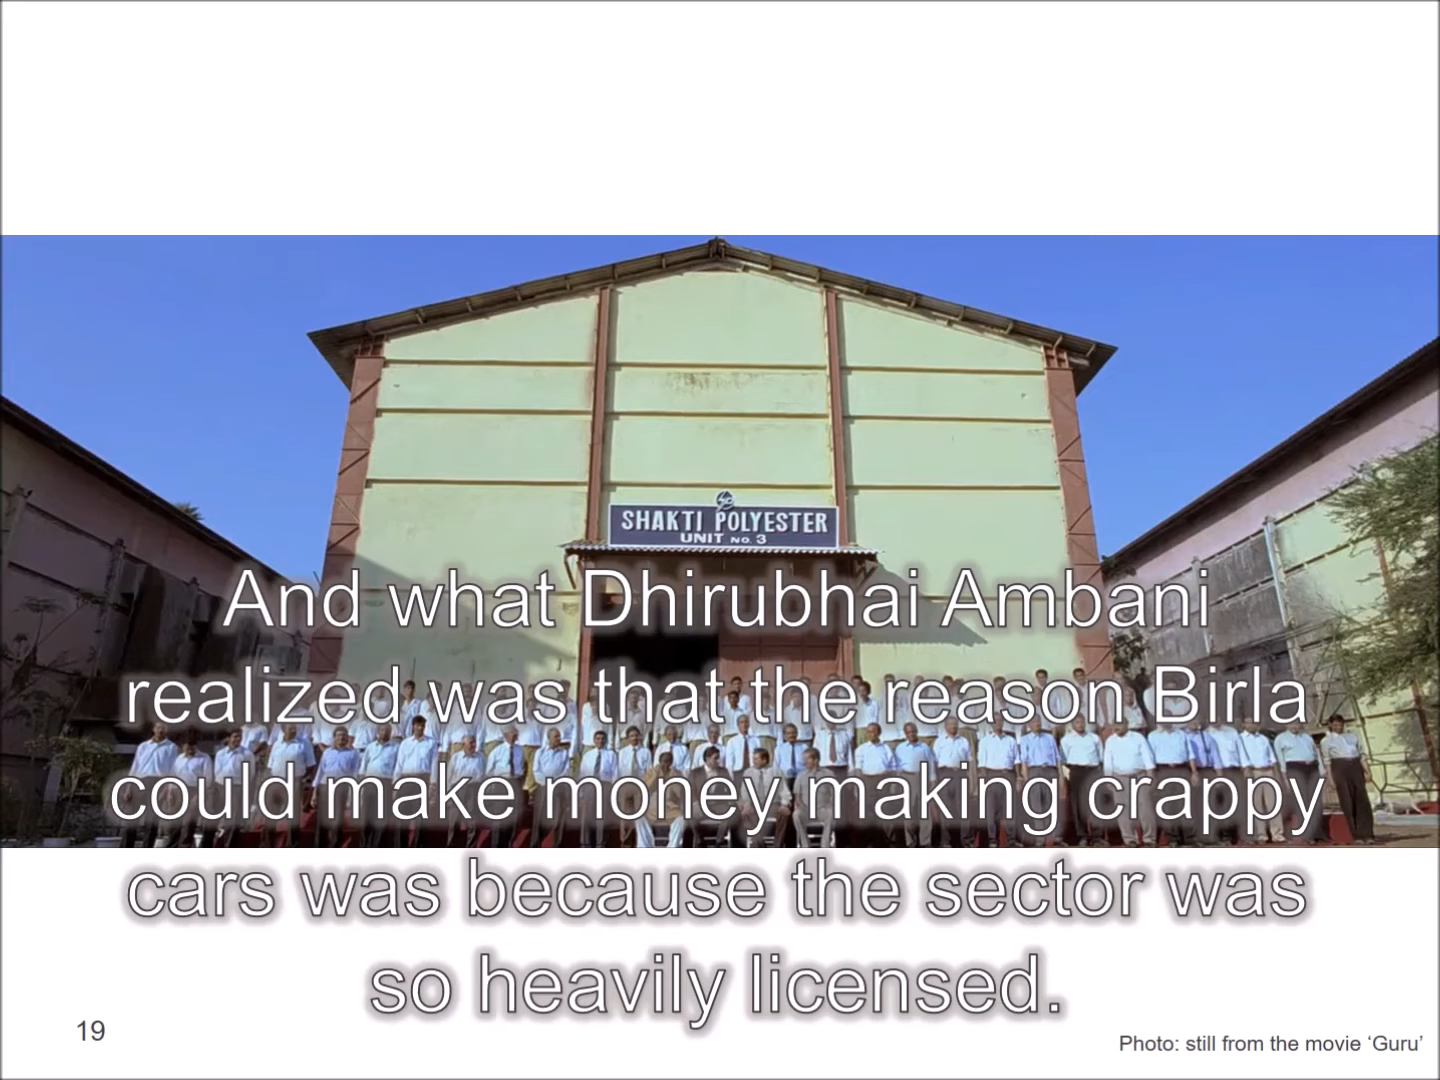 SHAKTI POLYESTER
UNIT No. 3
And what Dhirubhai Ambani
realized was that the reason Birla
could make money making crappy
cars was because the sector was
so heavily licensed.
19
Photo: still from the movie ‘Guru’